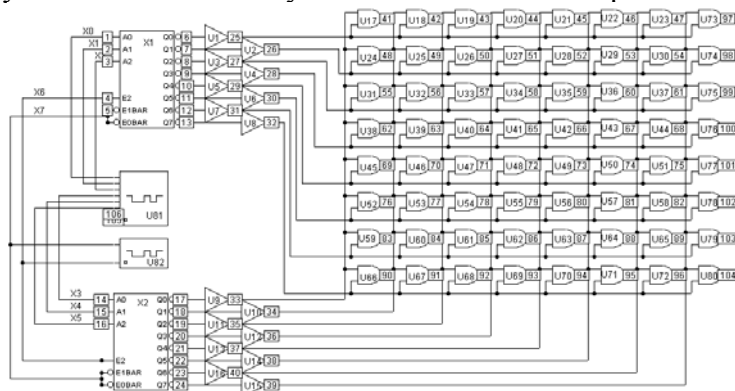 U17 41 U18 42 U19 43 U20 44 U21 45 U22 46 U23 47 U73 97
X0 1 A0 X1 Q0 6 U1 25
X1 2 A1 Q1 7 U2 26 U24 48 U25 49 U26 50 U27 51 U28 52 U29 53 U30 54 U74 98
3 A2 Q2 8 U3 27
Q3 9 U4 28
X6 Q4 10 U5 29 U31 55 U32 56 U33 57 U34 58 U35 59 U36 60 U37 61 U75 99
4 E2 Q5 11 U6 30
X7 5 E1BAR Q6 12 U7 31
E0BAR Q7 13 U8 32 U38 62 U39 63 U40 64 U41 65 U42 66 U43 67 U44 68 U76 100
U45 69 U46 70 U47 71 U48 72 U49 73 U50 74 U51 75 U77 101
U52 76 U53 77 U54 78 U55 79 U56 80 U57 81 U58 82 U78 102
106 U81
U59 83 U60 84 U61 85 U62 86 U63 87 U64 88 U65 89 U79 103
U82
U66 90 U67 91 U68 92 U69 93 U70 94 U71 95 U72 96 U80 104
X3 14 A0 X2 Q0 17 U9 33
X4 15 A1 Q1 18 U10 34
X5 16 A2 Q2 19 U11 35
Q3 20 U12 36
Q4 21 U13 37
E2 Q5 22 U14 38
E1BAR Q6 23 U16 40
E0BAR Q7 24 U15 39